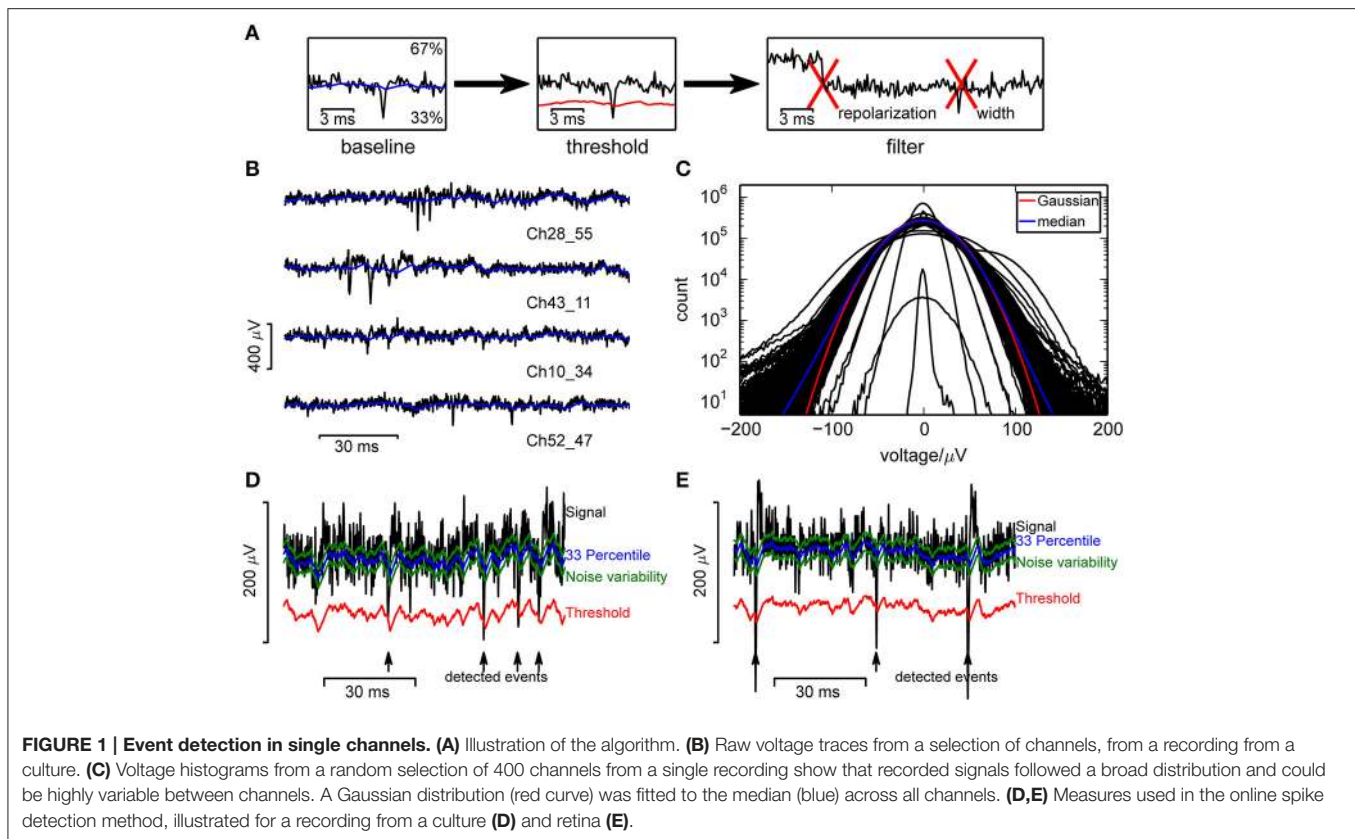 A
67%
33%
3 ms
baseline
3 ms
threshold
3 ms
repolarization
width
filter
B
Ch28_55
Ch43_11
400 µV
Ch10_34
Ch52_47
30 ms
C
10^6
10^5
10^4
10^3
10^2
10^1
count
Gaussian
median
−200
−100
0
100
200
voltage/µV
D
200 µV
Signal
33 Percentile
Noise variability
Threshold
30 ms
detected events
E
200 µV
Signal
33 Percentile
Noise variability
Threshold
30 ms
detected events
FIGURE 1 | Event detection in single channels. (A) Illustration of the algorithm. (B) Raw voltage traces from a selection of channels, from a recording from a
culture. (C) Voltage histograms from a random selection of 400 channels from a single recording show that recorded signals followed a broad distribution and could
be highly variable between channels. A Gaussian distribution (red curve) was fitted to the median (blue) across all channels. (D,E) Measures used in the online spike
detection method, illustrated for a recording from a culture (D) and retina (E).